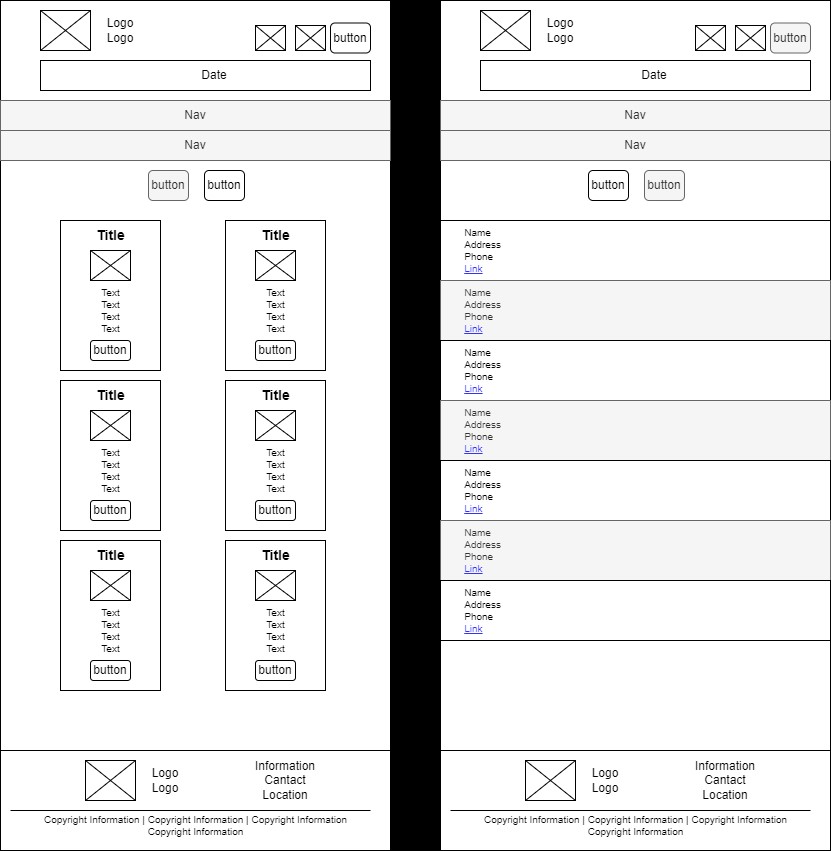 Logo
Logo
button
Date
Nav
Nav
button button
Title
Text
Text
Text
Text
button
Title
Text
Text
Text
Text
button
Title
Text
Text
Text
Text
button
Title
Text
Text
Text
Text
button
Title
Text
Text
Text
Text
button
Title
Text
Text
Text
Text
button
Logo
Logo
Information
Cantact
Location
Copyright Information | Copyright Information | Copyright Information
Copyright Information
Logo
Logo
button
Date
Nav
Nav
button button
Name
Address
Phone
Link
Name
Address
Phone
Link
Name
Address
Phone
Link
Name
Address
Phone
Link
Name
Address
Phone
Link
Name
Address
Phone
Link
Name
Address
Phone
Link
Logo
Logo
Information
Cantact
Location
Copyright Information | Copyright Information | Copyright Information
Copyright Information